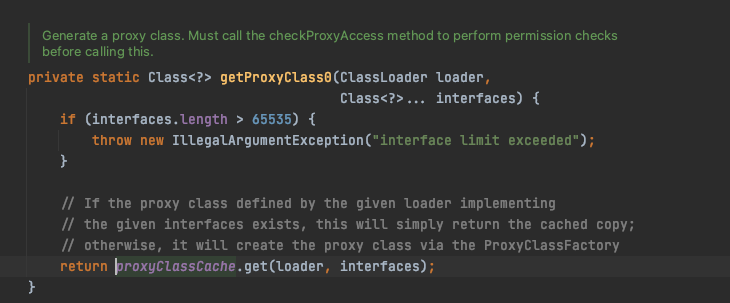 Generate a proxy class. Must call the checkProxyAccess method to perform permission checks
before calling this.
private static Class<?> getProxyClass0(ClassLoader loader,
Class<?>... interfaces) {
if (interfaces.length > 65535) {
throw new IllegalArgumentException("interface limit exceeded");
}
// If the proxy class defined by the given loader implementing
// the given interfaces exists, this will simply return the cached copy;
// otherwise, it will create the proxy class via the ProxyClassFactory
return proxyClassCache.get(loader, interfaces);
}